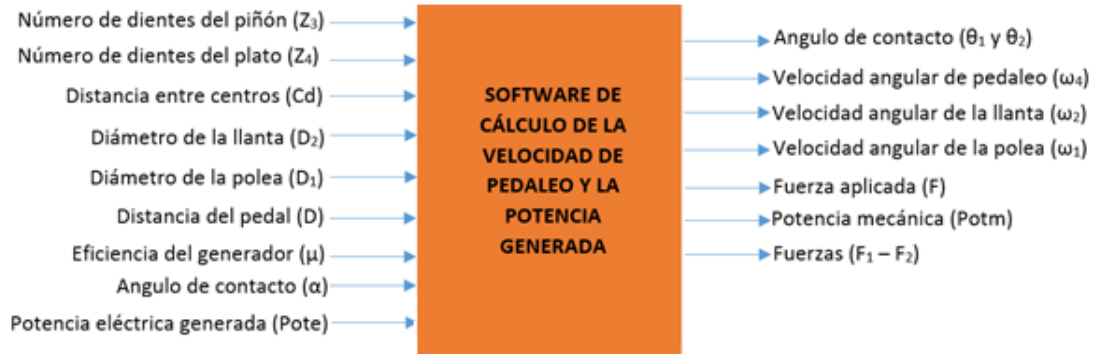 Número de dientes del piñón (Z₃)
Número de dientes del plato (Z₄)
Distancia entre centros (Cd)
Diámetro de la llanta (D₂)
Diámetro de la polea (D₁)
Distancia del pedal (D)
Eficiencia del generador (μ)
Angulo de contacto (α)
Potencia eléctrica generada (Pote)
SOFTWARE DE
CÁLCULO DE LA
VELOCIDAD DE
PEDALEO Y LA
POTENCIA
GENERADA
Angulo de contacto (θ₁ y θ₂)
Velocidad angular de pedaleo (ω₄)
Velocidad angular de la llanta (ω₂)
Velocidad angular de la polea (ω₁)
Fuerza aplicada (F)
Potencia mecánica (Potm)
Fuerzas (F₁ – F₂)